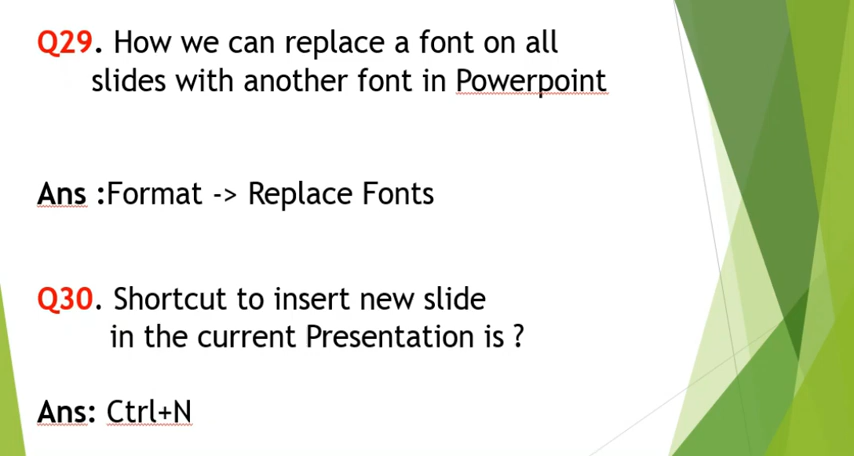 Q29. How we can replace a font on all
slides with another font in Powerpoint
Ans :Format -> Replace Fonts
Q30. Shortcut to insert new slide
in the current Presentation is ?
Ans: Ctrl+N